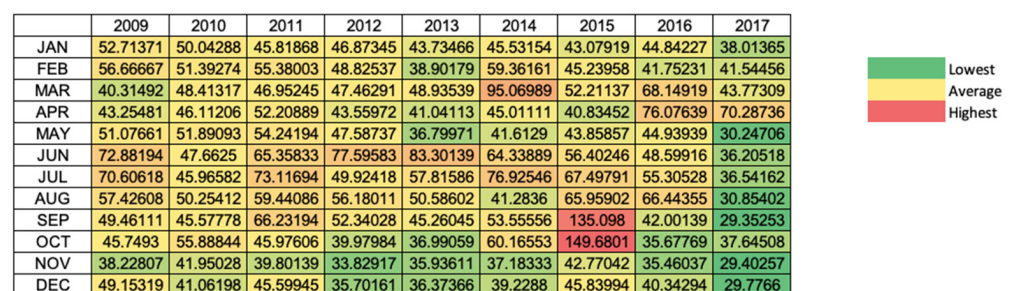 2009 2010 2011 2012 2013 2014 2015 2016 2017
JAN 52.71371 50.04288 45.81868 46.87345 43.73466 45.53154 43.07919 44.84227 38.01365
FEB 56.66667 51.39274 55.38003 48.82537 38.90179 59.36161 45.23958 41.75231 41.54456
MAR 40.31492 48.41317 46.95245 47.46291 48.93539 95.06989 52.21137 68.14919 43.77309
APR 43.25481 46.11206 52.20889 43.55972 41.04113 45.01111 40.83452 76.07639 70.28736
MAY 51.07661 51.89093 54.24194 47.58737 36.79971 41.6129 43.85857 44.93939 30.24706
JUN 72.88194 47.6625 65.35833 77.59583 83.30139 64.33889 56.40246 48.59916 36.20518
JUL 70.60618 45.96582 73.11694 49.92418 57.81586 76.92546 67.49791 55.30528 36.54162
AUG 57.42608 50.25412 59.44086 56.18011 50.58602 41.2836 65.95902 66.44355 30.85402
SEP 49.46111 45.57778 66.23194 52.34028 45.26045 53.55556 135.098 42.00139 29.35253
OCT 45.7493 55.88844 45.97606 39.97984 36.99059 60.16553 149.6801 35.67769 37.64508
NOV 38.22807 41.95028 39.80139 33.82917 35.93611 37.18333 42.77042 35.46037 29.40257
DEC 49.15319 41.06198 45.59945 35.70161 36.37366 39.2288 45.83994 40.34294 29.7766
Lowest
Average
Highest